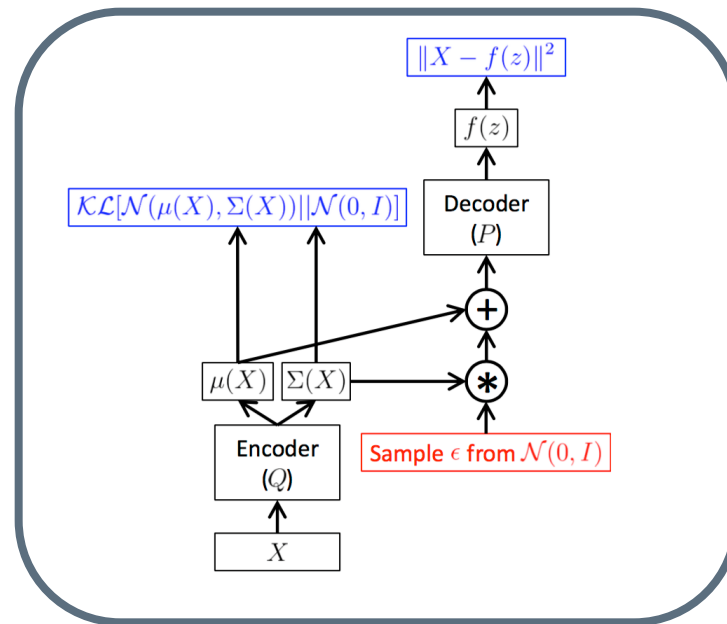 ‖X − f(z)‖²
f(z)
𝒦ℒ[𝒩(μ(X), Σ(X))||𝒩(0, I)]
Decoder
(P)
+
μ(X)
Σ(X)
*
Encoder
(Q)
Sample ϵ from 𝒩(0, I)
X